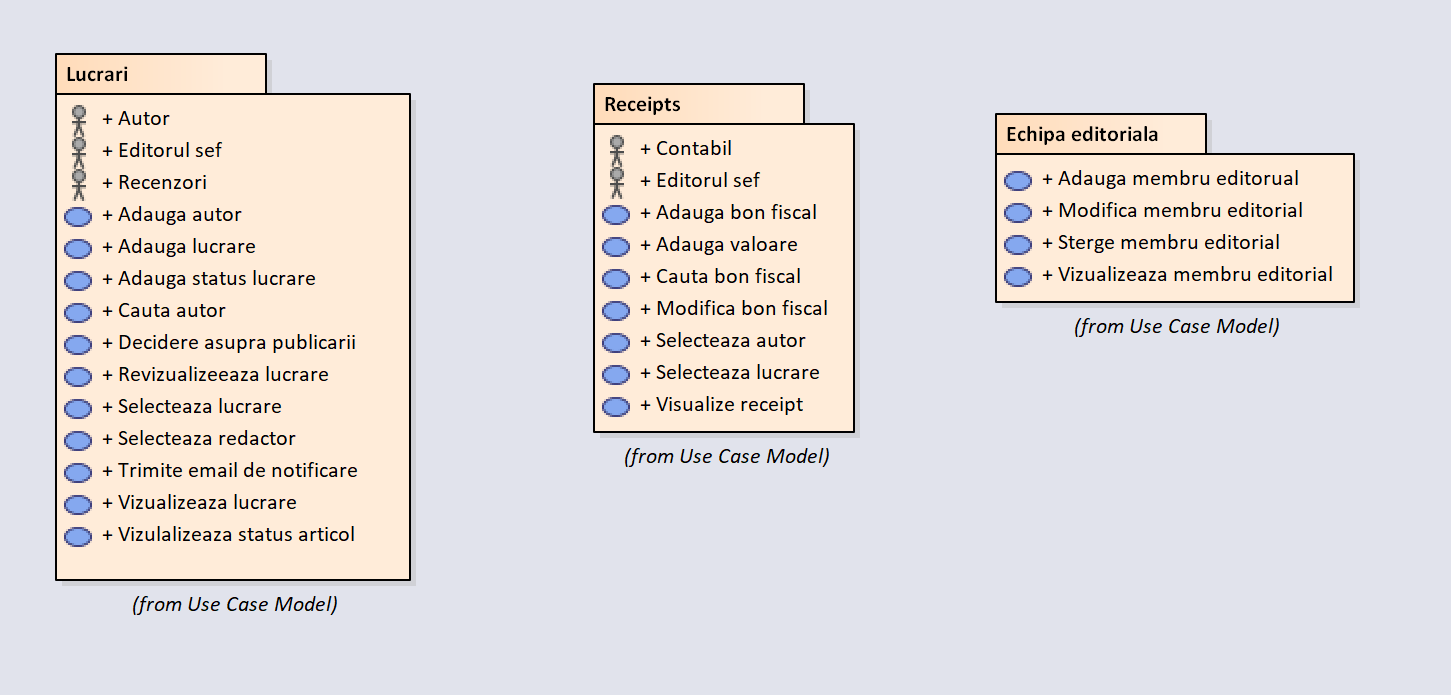 Lucrari
+ Autor
+ Editorul sef
+ Recenzori
+ Adauga autor
+ Adauga lucrare
+ Adauga status lucrare
+ Cauta autor
+ Decidere asupra publicarii
+ Revizualizeeaza lucrare
+ Selecteaza lucrare
+ Selecteaza redactor
+ Trimite email de notificare
+ Vizualizeaza lucrare
+ Vizulalizeaza status articol
(from Use Case Model)
Receipts
+ Contabil
+ Editorul sef
+ Adauga bon fiscal
+ Adauga valoare
+ Cauta bon fiscal
+ Modifica bon fiscal
+ Selecteaza autor
+ Selecteaza lucrare
+ Visualize receipt
(from Use Case Model)
Echipa editoriala
+ Adauga membru editorual
+ Modifica membru editorial
+ Sterge membru editorial
+ Vizualizeaza membru editorial
(from Use Case Model)